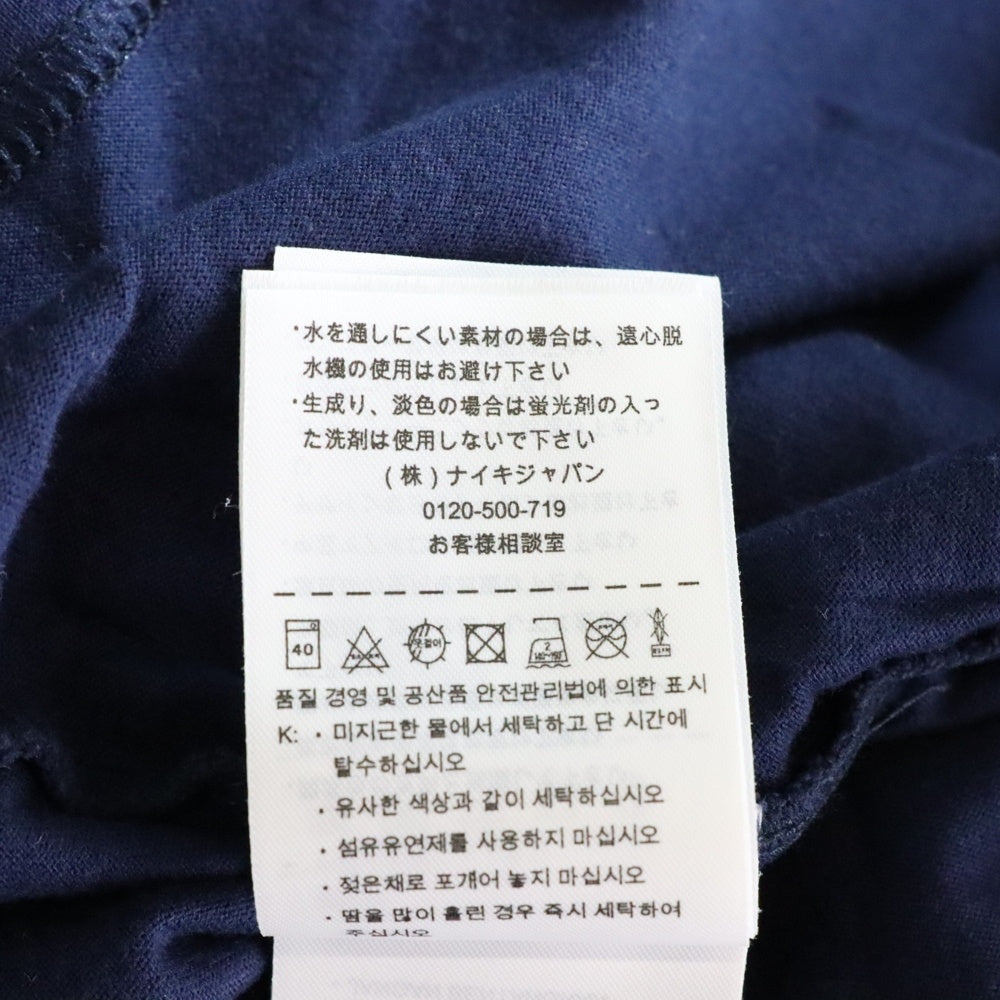 ・水を通しにくい素材の場合は、遠心脱
水機の使用はお避け下さい
・生成り、淡色の場合は蛍光剤の入っ
た洗剤は使用しないで下さい
(株)ナイキジャパン
0120-500-719
お客様相談室
40
옷걸이
2
품질 경영 및 공산품 안전관리법에 의한 표시
K: ・ 미지근한 물에서 세탁하고 단 시간에
탈수하십시오
・ 유사한 색상과 같이 세탁하십시오
・ 섬유유연제를 사용하지 마십시오
・ 젖은채로 포개어 놓지 마십시오
・ 땀을 많이 흘린 경우 즉시 세탁하여
주십시오